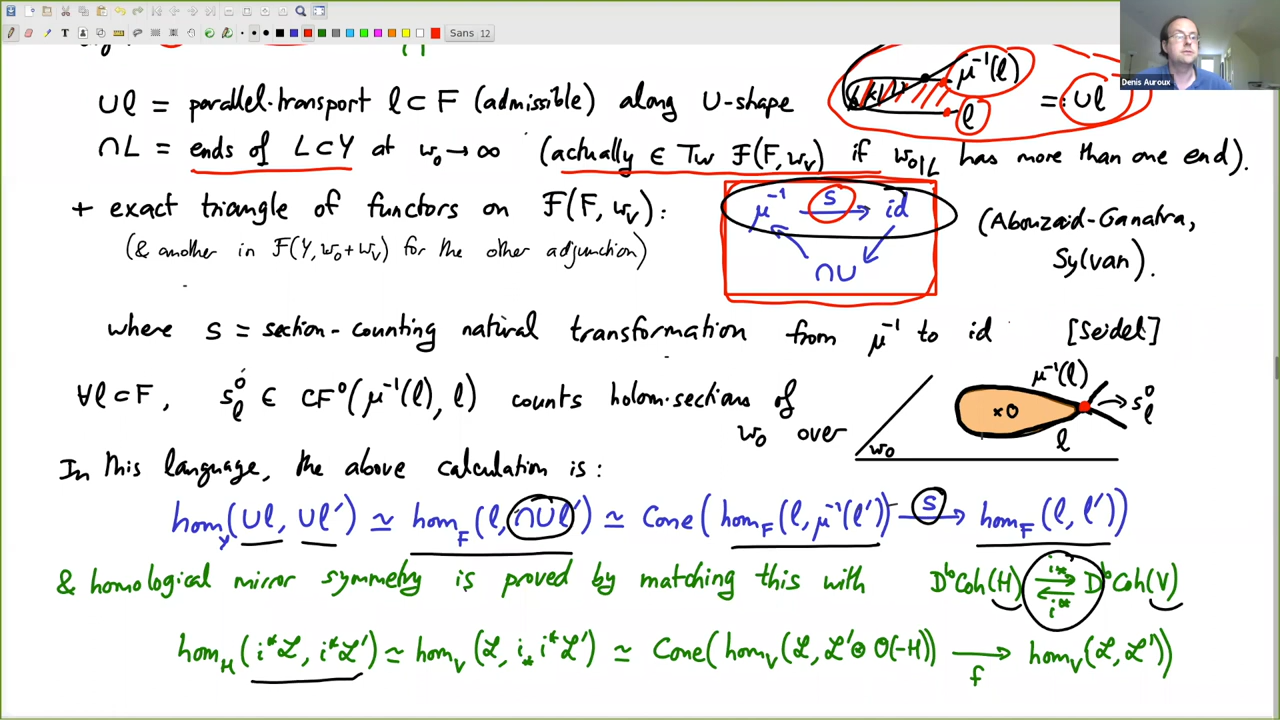 Sans 12
Denis Auroux
μ⁻¹(ℓ)
∪ℓ = parallel-transport ℓ⊂F (admissible) along U-shape
ℓ
= ∪ℓ
∩L = ends of L⊂Y at w₀→∞ (actually ∈ Tw F(F,w_V) if w₀|L has more than one end).
+ exact triangle of functors on F(F,w_V):
μ⁻¹ s→ id
∩∪
(Abouzaid-Ganatra,
Sylvan).
(& another in F(Y,w₀+w_V) for the other adjunction)
where s = section-counting natural transformation from μ⁻¹ to id [Seidel]
∀ℓ⊂F, s⁰_ℓ ∈ CF⁰(μ⁻¹(ℓ),ℓ) counts holom. sections of
w₀ over
μ⁻¹(ℓ)
×0
→s⁰_ℓ
ℓ
w₀
In this language, the above calculation is:
hom_Y(∪ℓ, ∪ℓ′) ≃ hom_F(ℓ, ∩∪ℓ′) ≃ Cone(hom_F(ℓ,μ⁻¹(ℓ′)) s→ hom_F(ℓ,ℓ′))
& homological mirror symmetry is proved by matching this with D^bCoh(H) i_*⇄i^* D^bCoh(V)
hom_H(i*ℒ, i*ℒ′) ≃ hom_V(ℒ, i_*i*ℒ′) ≃ Cone(hom_V(ℒ,ℒ′⊗O(-H)) f→ hom_V(ℒ,ℒ′))